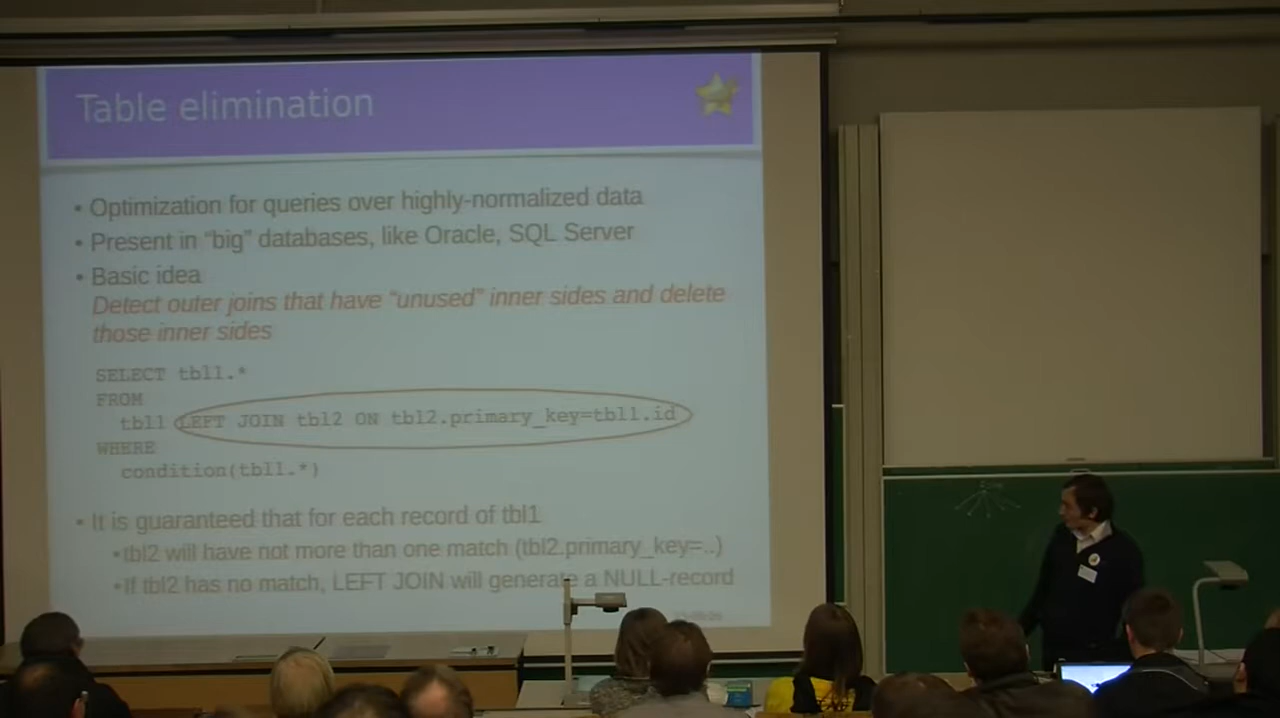 Table elimination
• Optimization for queries over highly-normalized data
• Present in “big” databases, like Oracle, SQL Server
• Basic idea
Detect outer joins that have “unused” inner sides and delete
those inner sides
SELECT tbl1.*
FROM
tbl1 LEFT JOIN tbl2 ON tbl2.primary_key=tbl1.id
WHERE
condition(tbl1.*)
• It is guaranteed that for each record of tbl1
•tbl2 will have not more than one match (tbl2.primary_key=..)
•If tbl2 has no match, LEFT JOIN will generate a NULL-record